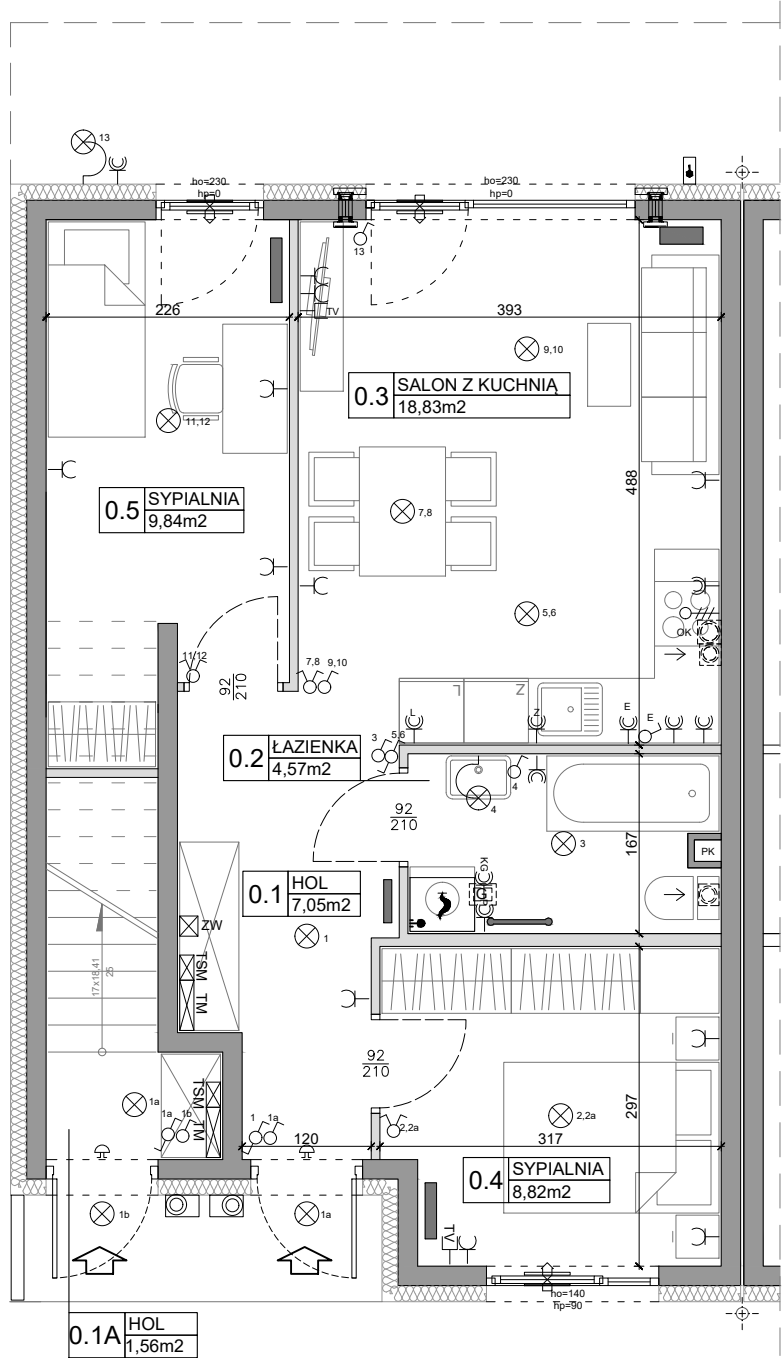 13
ho=230
hp=0
ho=230
hp=0
13
TV
226
393
9,10
0.3 SALON Z KUCHNIĄ
18,83m2
11,12
488
0.5 SYPIALNIA
9,84m2
7,8
5,6
OK
11,12
92
210
7,8
9,10
L
Z
L
Z
E
E
0.2 ŁAZIENKA
4,57m2
3
5,6
4
4
92
210
3
167
PK
KG
G
P
0.1 HOL
7,05m2
1
ZW
TSM
TM
17x18,41
25
92
210
297
1a
1a
1b
TSM
TM
1
1a
120
2,2a
317
2,2a
0.4 SYPIALNIA
8,82m2
1b
1a
TV
ho=140
hp=90
0.1A HOL
1,56m2